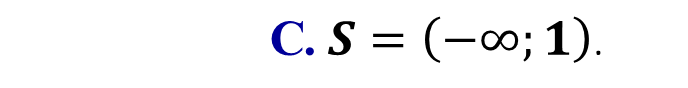 C. S = (−∞; 1).